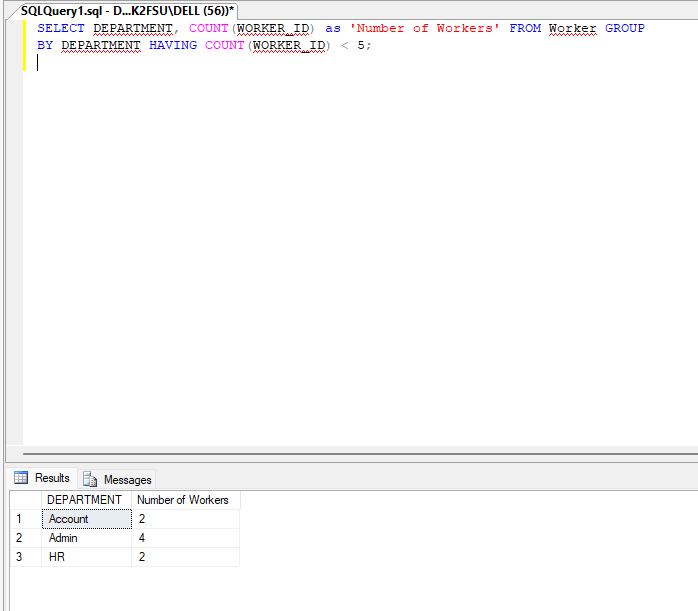 SQLQuery1.sql - D...K2FSU\DELL (56))*
SELECT DEPARTMENT, COUNT(WORKER_ID) as 'Number of Workers' FROM Worker GROUP
BY DEPARTMENT HAVING COUNT(WORKER_ID) < 5;
Results Messages
DEPARTMENT Number of Workers
1 Account 2
2 Admin 4
3 HR 2